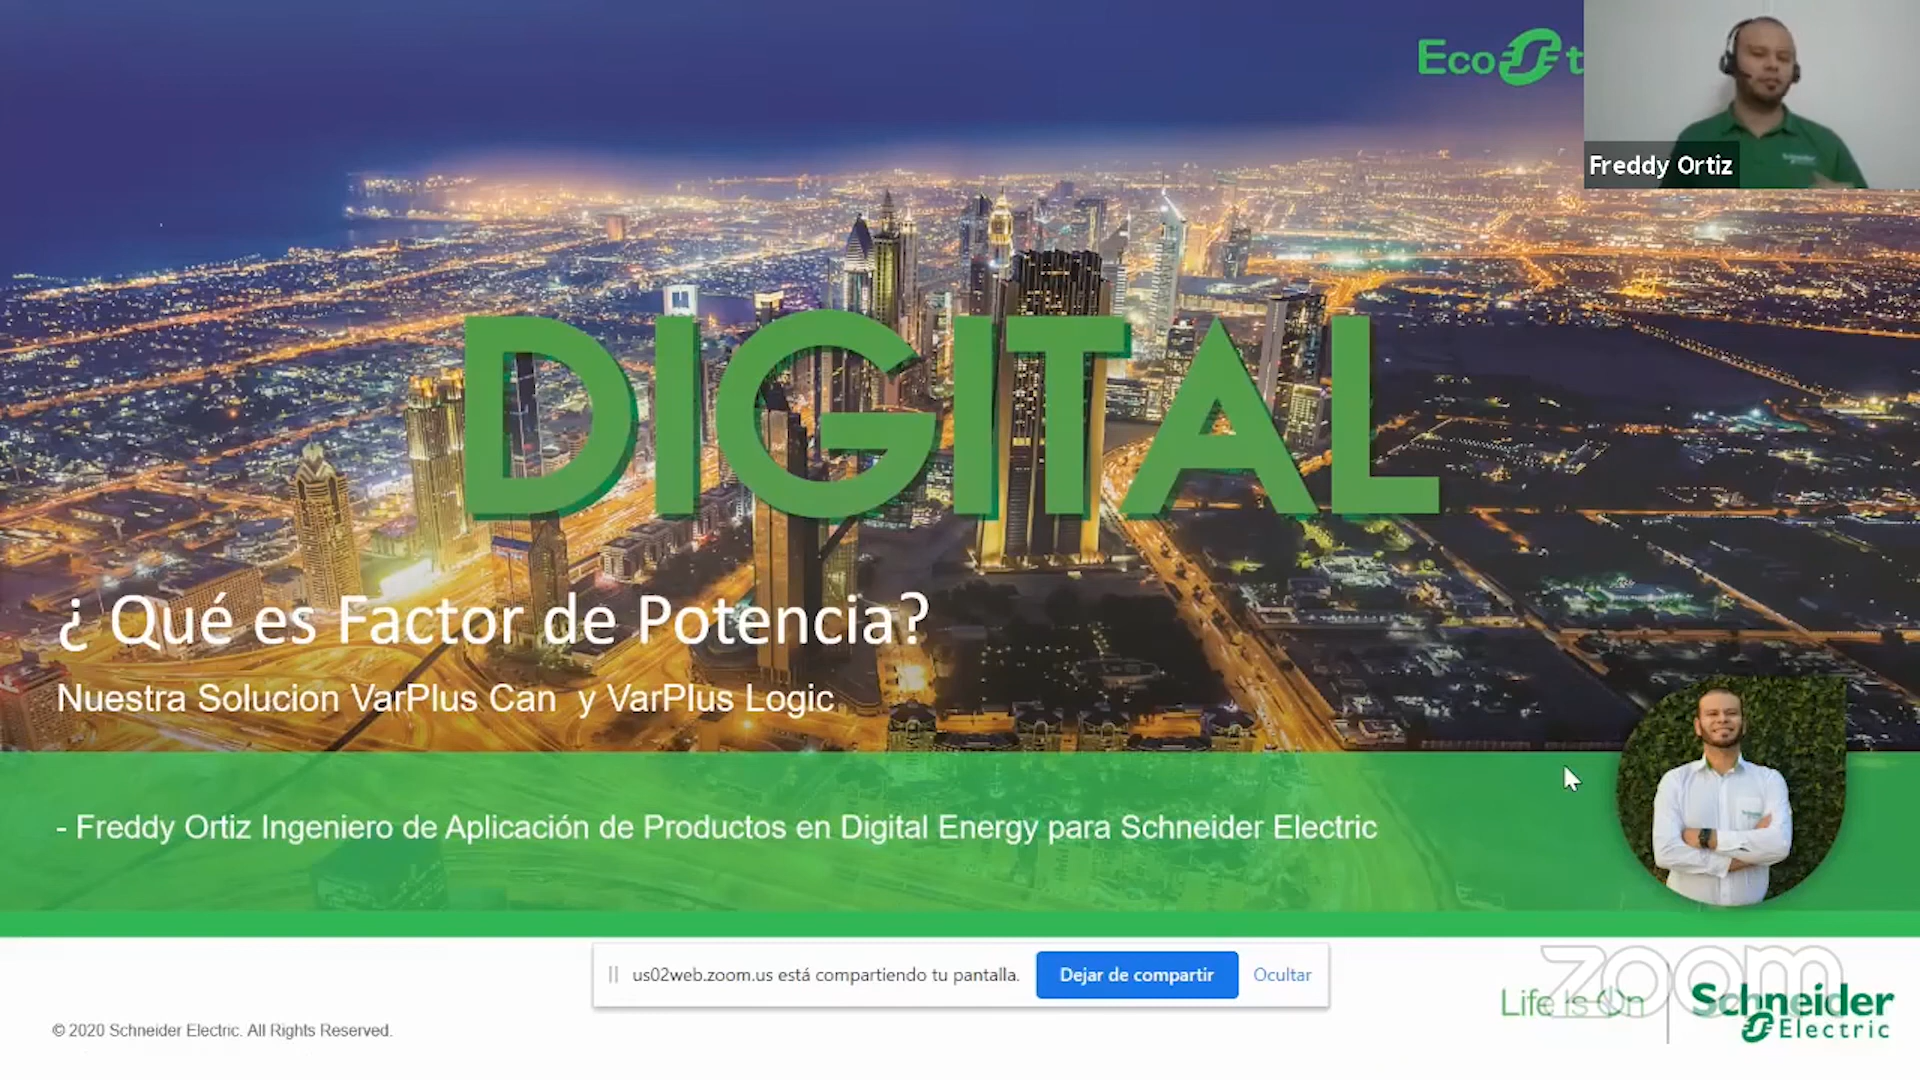 Eco
t
Freddy Ortiz
DIGITAL
¿ Qué es Factor de Potencia?
Nuestra Solucion VarPlus Can  y VarPlus Logic
- Freddy Ortiz Ingeniero de Aplicación de Productos en Digital Energy para Schneider Electric
us02web.zoom.us está compartiendo tu pantalla.
Dejar de compartir
Ocultar
zoom
Life Is On
Schneider
Electric
© 2020 Schneider Electric. All Rights Reserved.